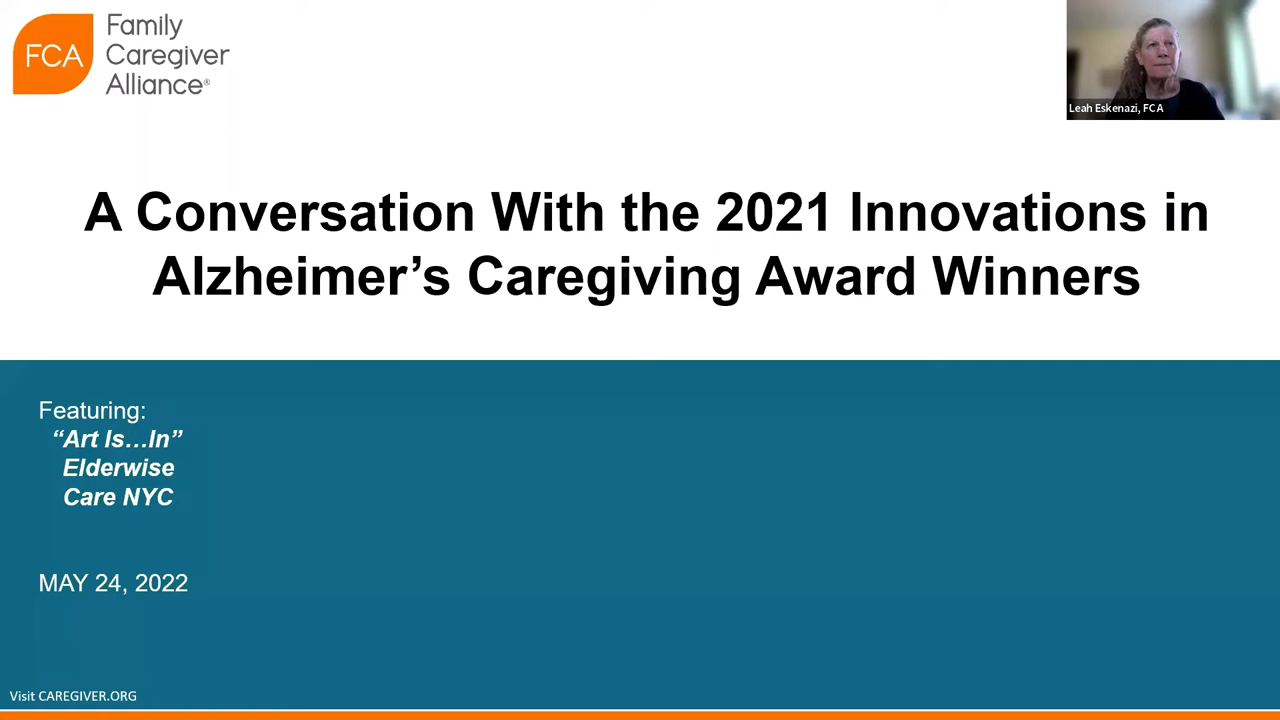 FCA
Family
Caregiver
Alliance®
Leah Eskenazi, FCA
A Conversation With the 2021 Innovations in
Alzheimer’s Caregiving Award Winners
Featuring:
“Art Is…In”
Elderwise
Care NYC
MAY 24, 2022
Visit CAREGIVER.ORG